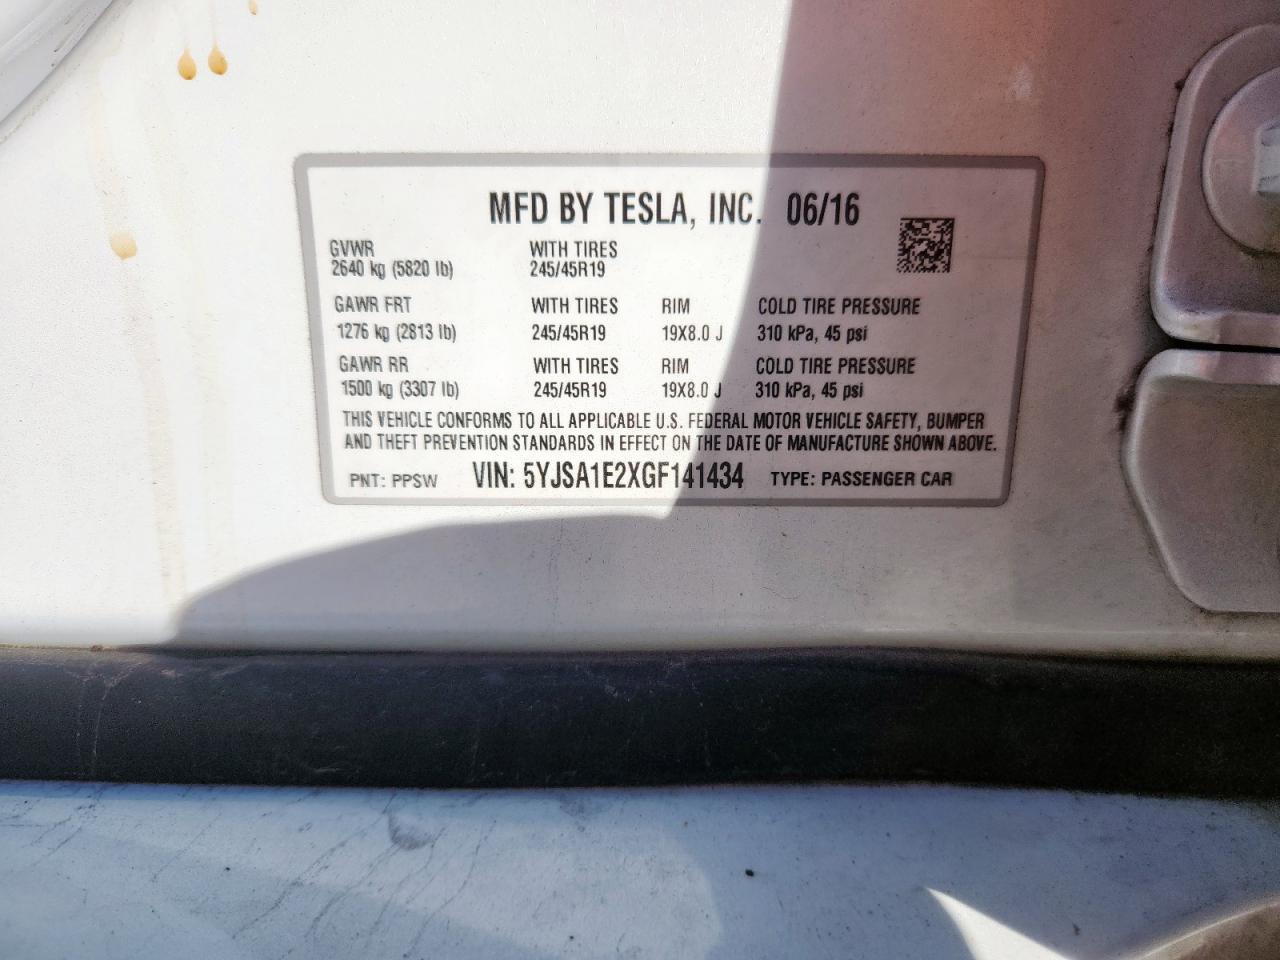 MFD BY TESLA, INC. 06/16
GVWR WITH TIRES
2640 kg (5820 lb) 245/45R19
GAWR FRT WITH TIRES RIM COLD TIRE PRESSURE
1276 kg (2813 lb) 245/45R19 19X8.0 J 310 kPa, 45 psi
GAWR RR WITH TIRES RIM COLD TIRE PRESSURE
1500 kg (3307 lb) 245/45R19 19X8.0 J 310 kPa, 45 psi
THIS VEHICLE CONFORMS TO ALL APPLICABLE U.S. FEDERAL MOTOR VEHICLE SAFETY, BUMPER
AND THEFT PREVENTION STANDARDS IN EFFECT ON THE DATE OF MANUFACTURE SHOWN ABOVE.
PNT: PPSW VIN: 5YJSA1E2XGF141434 TYPE: PASSENGER CAR